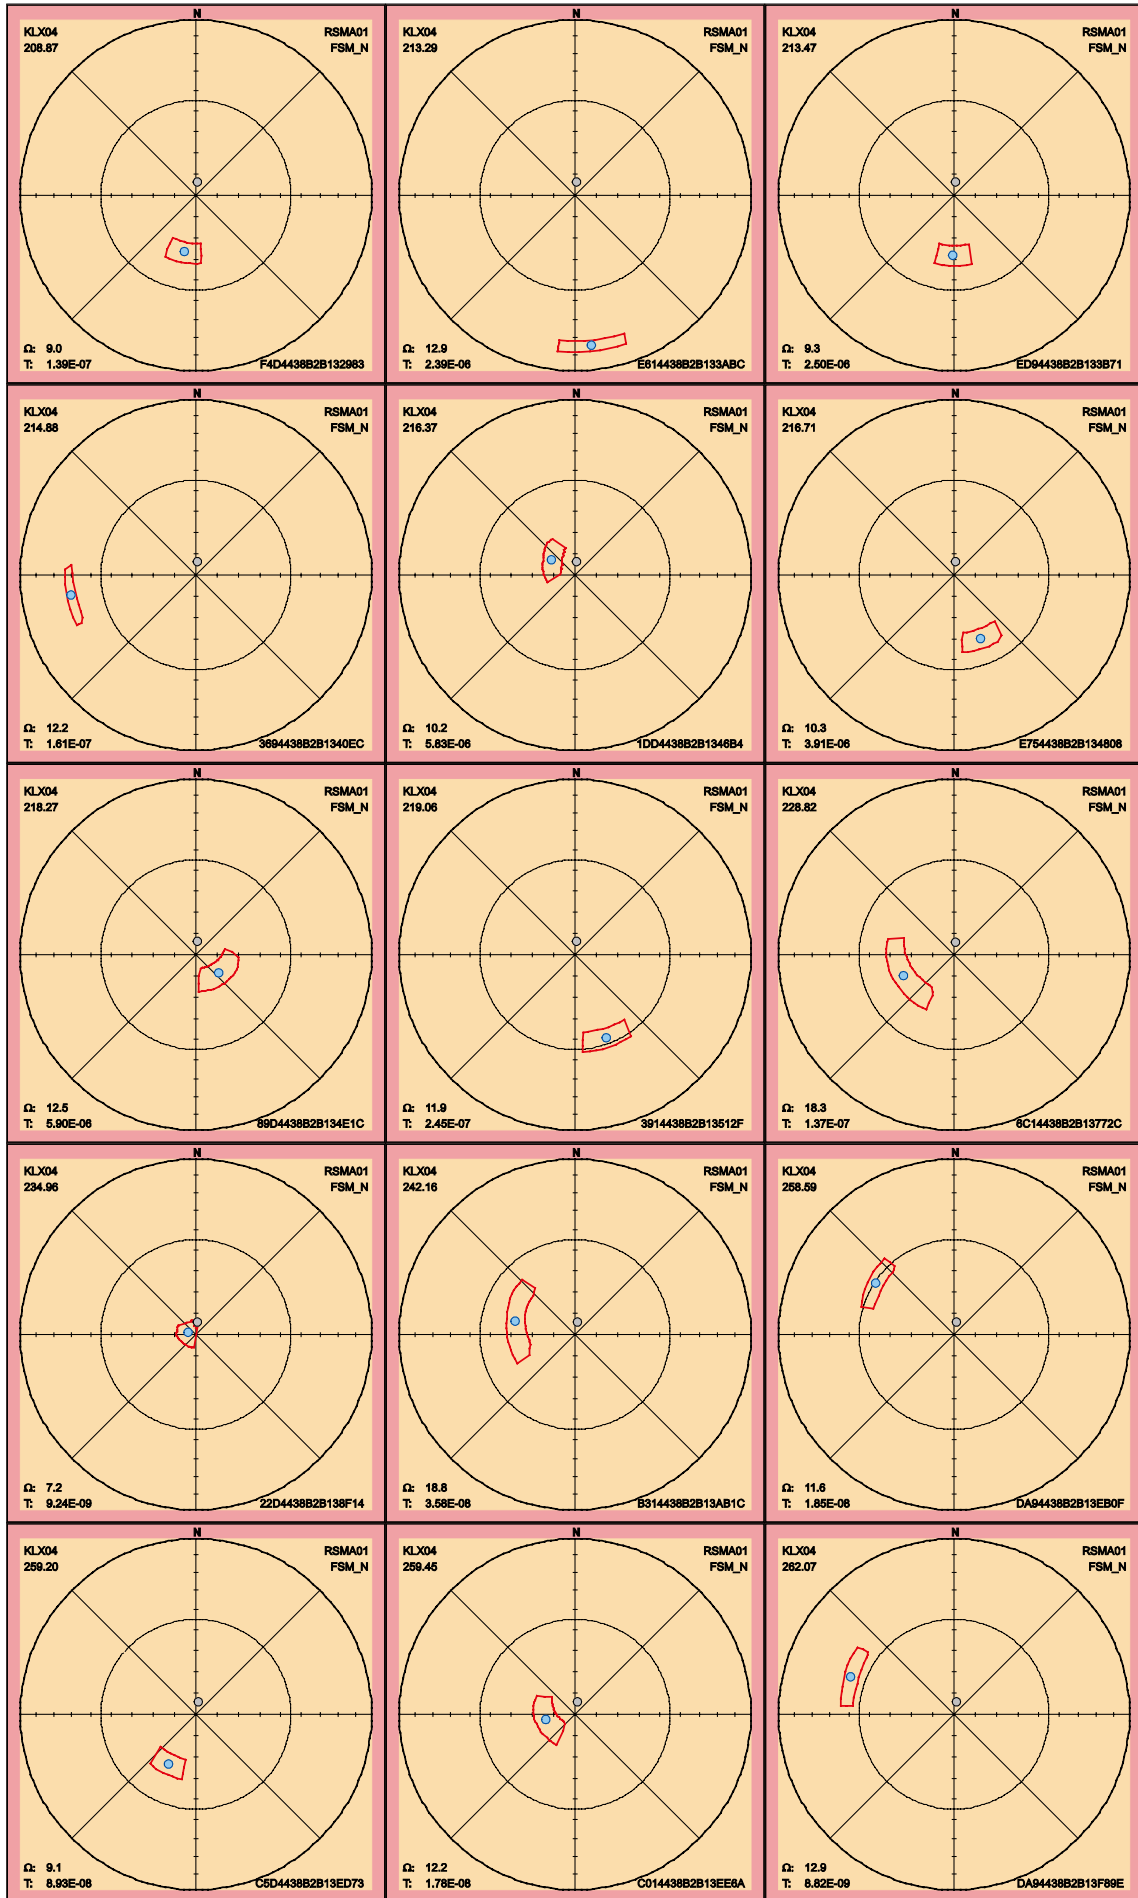 N
KLX04 RSMA01
208.87 FSM_N
Ω: 9.0
T: 1.39E-07 F4D4438B2B132983
N
KLX04 RSMA01
213.29 FSM_N
Ω: 12.9
T: 2.39E-06 E614438B2B133ABC
N
KLX04 RSMA01
213.47 FSM_N
Ω: 9.3
T: 2.50E-06 ED94438B2B133B71
N
KLX04 RSMA01
214.88 FSM_N
Ω: 12.2
T: 1.61E-07 3694438B2B1340EC
N
KLX04 RSMA01
216.37 FSM_N
Ω: 10.2
T: 5.83E-06 1DD4438B2B1346B4
N
KLX04 RSMA01
216.71 FSM_N
Ω: 10.3
T: 3.91E-06 E754438B2B134808
N
KLX04 RSMA01
218.27 FSM_N
Ω: 12.5
T: 5.90E-06 89D4438B2B134E1C
N
KLX04 RSMA01
219.06 FSM_N
Ω: 11.9
T: 2.45E-07 3914438B2B13512F
N
KLX04 RSMA01
228.82 FSM_N
Ω: 18.3
T: 1.37E-07 6C14438B2B13772C
N
KLX04 RSMA01
234.96 FSM_N
Ω: 7.2
T: 9.24E-09 22D4438B2B138F14
N
KLX04 RSMA01
242.16 FSM_N
Ω: 18.8
T: 3.58E-08 B314438B2B13AB1C
N
KLX04 RSMA01
258.59 FSM_N
Ω: 11.6
T: 1.85E-08 DA94438B2B13EB0F
N
KLX04 RSMA01
259.20 FSM_N
Ω: 9.1
T: 8.93E-08 C5D4438B2B13ED73
N
KLX04 RSMA01
259.45 FSM_N
Ω: 12.2
T: 1.78E-08 C014438B2B13EE6A
N
KLX04 RSMA01
262.07 FSM_N
Ω: 12.9
T: 8.82E-09 DA94438B2B13F89E